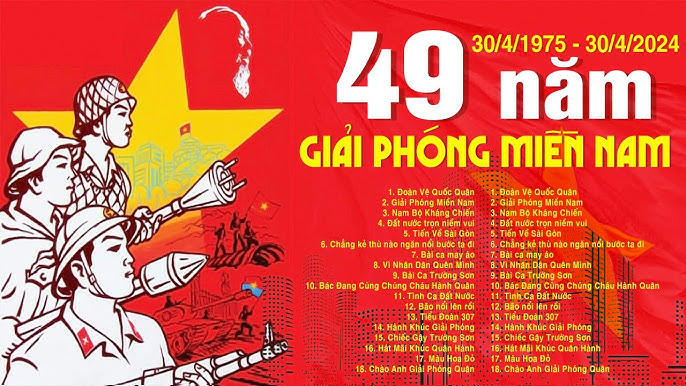 30/4/1975 - 30/4/2024
49 năm
GIẢI PHÓNG MIỀN NAM
1. Đoàn Vệ Quốc Quân
2. Giải Phóng Miền Nam
3. Nam Bộ Kháng Chiến
4. Đất nước trọn niềm vui
5. Tiến Về Sài Gòn
6. Chẳng kẻ thù nào ngăn nổi bước ta đi
7. Bài ca may áo
8. Vì Nhân Dân Quên Mình
9. Bài Ca Trường Sơn
10. Bác Đang Cùng Chúng Cháu Hành Quân
11. Tình Ca Đất Nước
12. Bão nổi lên rồi
13. Tiểu Đoàn 307
14. Hành Khúc Giải Phóng
15. Chiếc Gậy Trường Sơn
16. Hát Mãi Khúc Quân Hành
17. Màu Hoa Đỏ
18. Chào Anh Giải Phóng Quân
1. Đoàn Vệ Quốc Quân
2. Giải Phóng Miền Nam
3. Nam Bộ Kháng Chiến
4. Đất nước trọn niềm vui
5. Tiến Về Sài Gòn
6. Chẳng kẻ thù nào ngăn nổi bước ta đi
7. Bài ca may áo
8. Vì Nhân Dân Quên Mình
9. Bài Ca Trường Sơn
10. Bác Đang Cùng Chúng Cháu Hành Quân
11. Tình Ca Đất Nước
12. Bão nổi lên rồi
13. Tiểu Đoàn 307
14. Hành Khúc Giải Phóng
15. Chiếc Gậy Trường Sơn
16. Hát Mãi Khúc Quân Hành
17. Màu Hoa Đỏ
18. Chào Anh Giải Phóng Quân